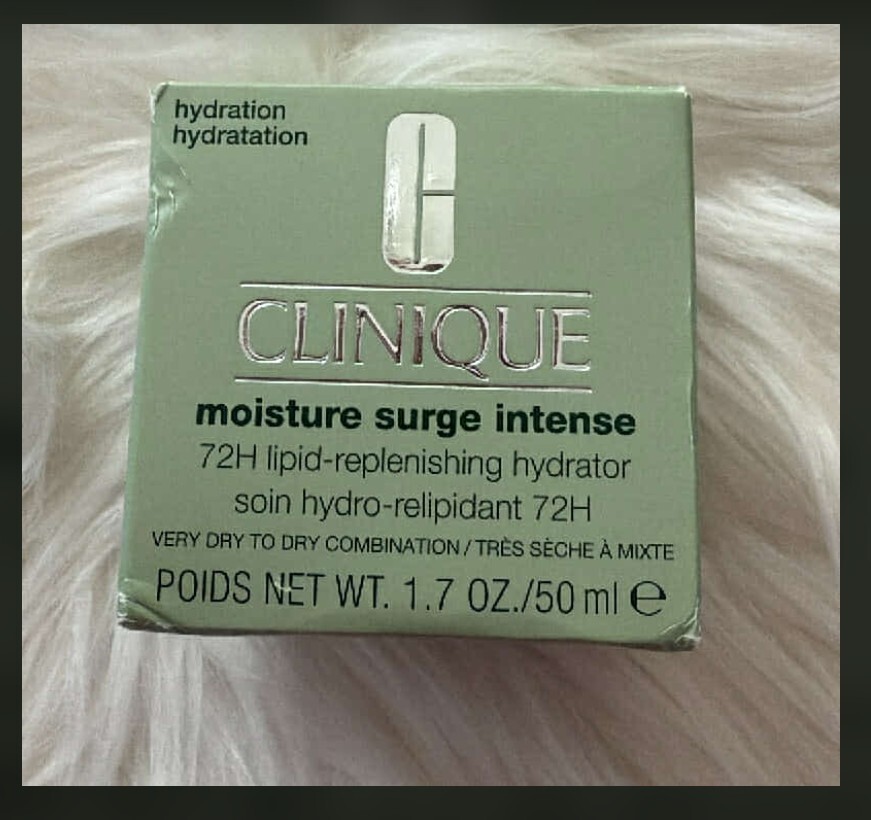 hydration
hydratation
CLINIQUE
moisture surge intense
72H lipid-replenishing hydrator
soin hydro-relipidant 72H
VERY DRY TO DRY COMBINATION / TRÈS SÈCHE À MIXTE
POIDS NET WT. 1.7 OZ./50 ml ℮